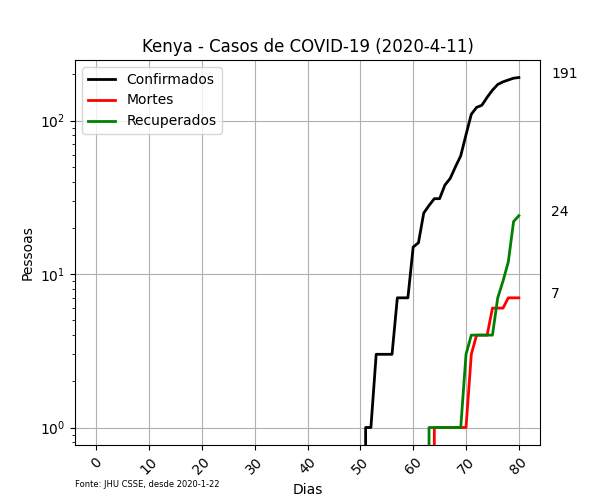 Kenya - Casos de COVID-19 (2020-4-11)
Confirmados
Mortes
Recuperados
191
24
7
10²
10¹
10⁰
Pessoas
0 10 20 30 40 50 60 70 80
Dias
Fonte: JHU CSSE, desde 2020-1-22